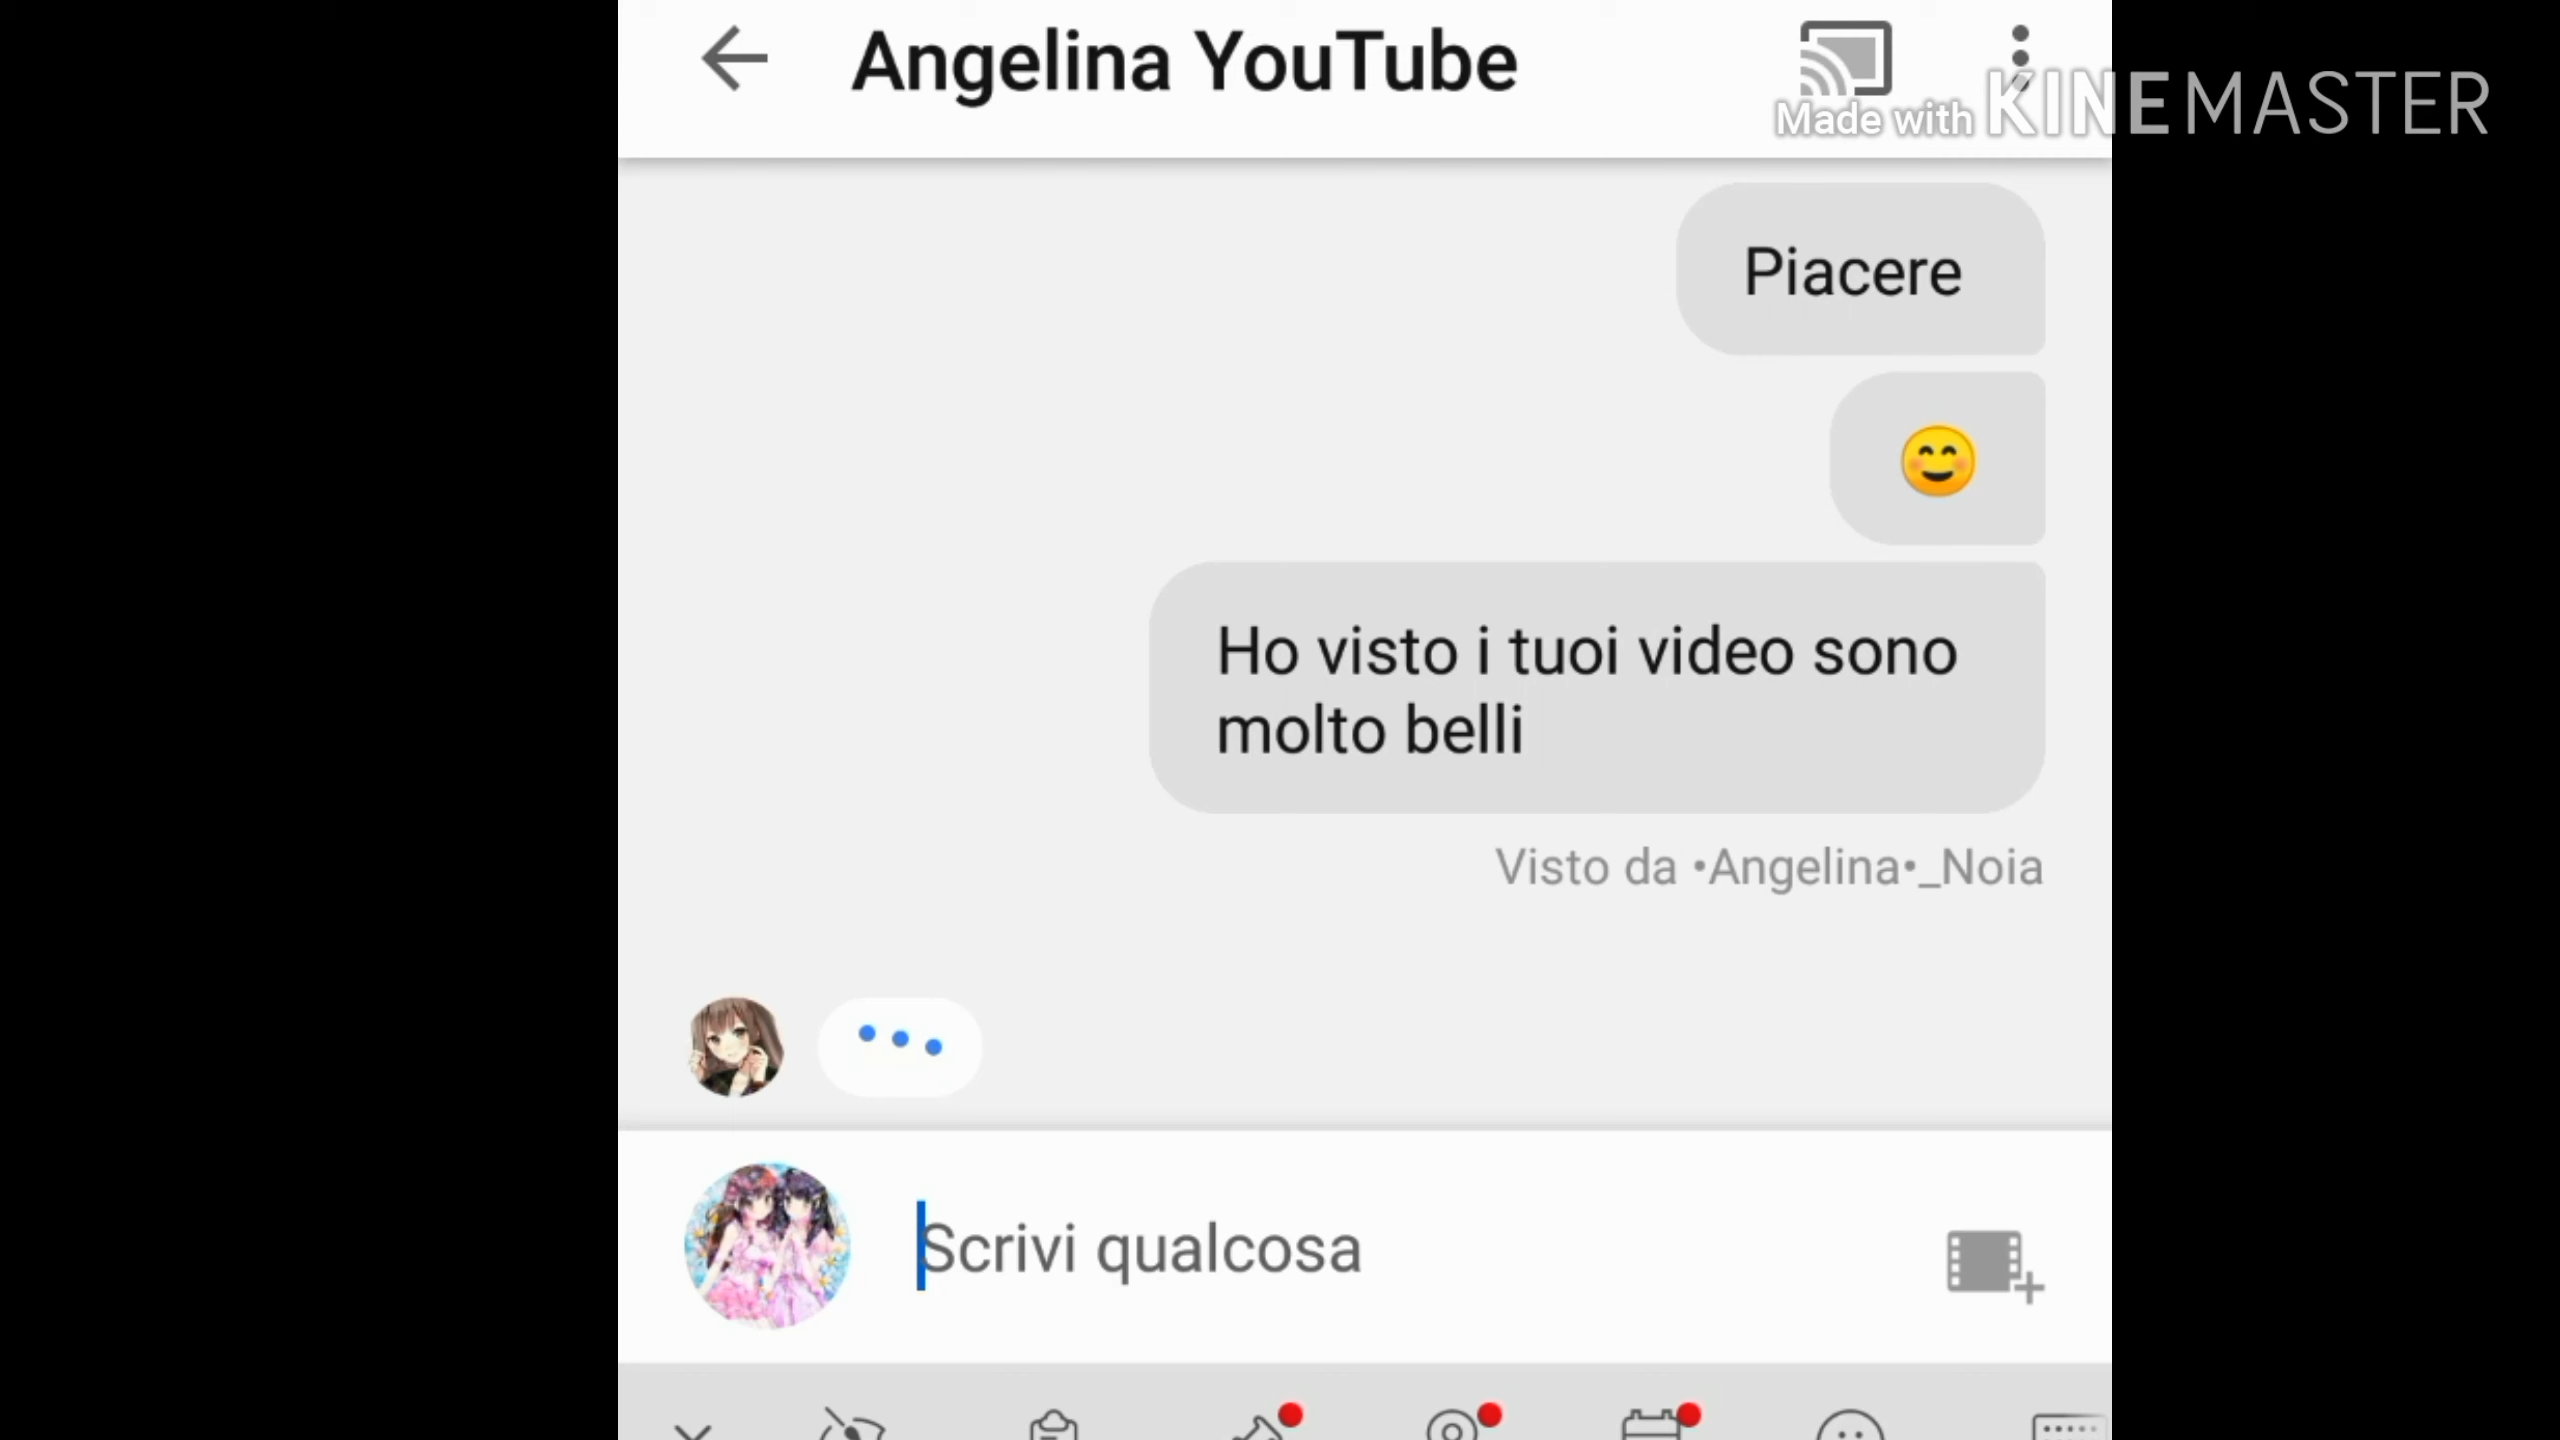 Angelina YouTube
Made with KINEMASTER
Piacere
😊
Ho visto i tuoi video sono
molto belli
Visto da •Angelina•_Noia
Scrivi qualcosa